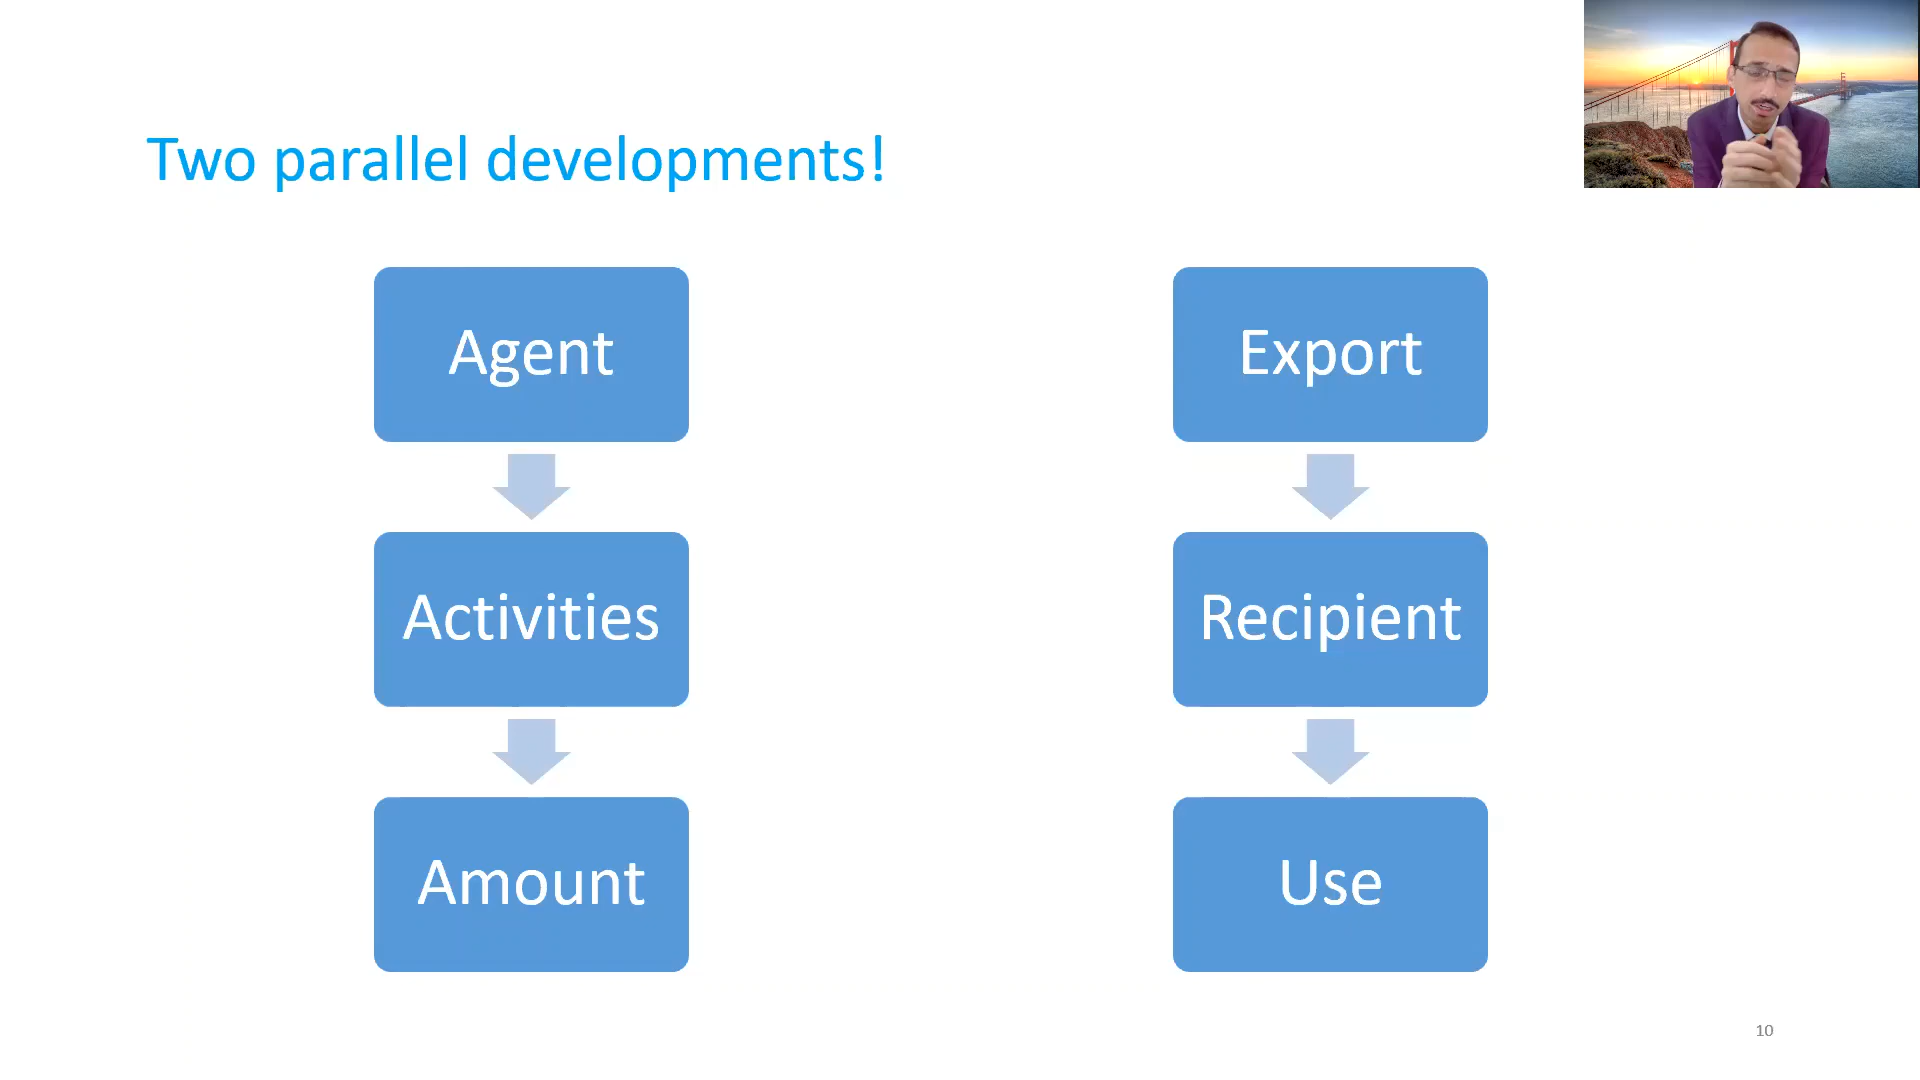 Two parallel developments!
Agent
Activities
Amount
Export
Recipient
Use
10